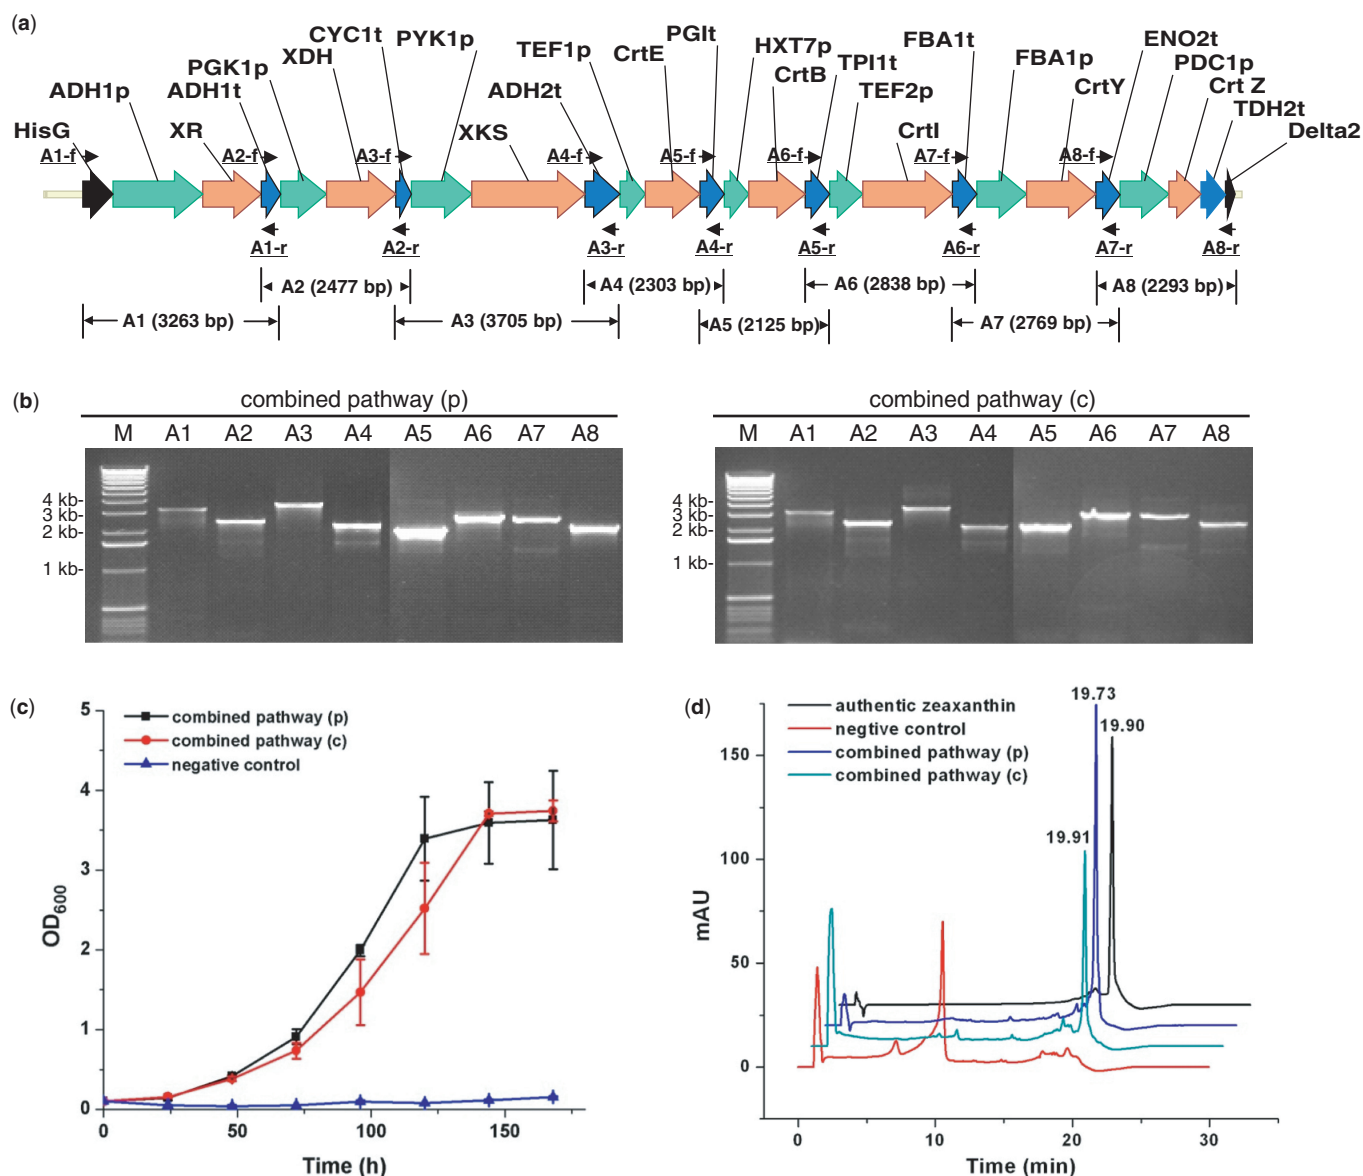 (a)
CYC1t PYK1p PGIt FBA1t ENO2t
XDH TEF1p CrtE HXT7p FBA1p PDC1p
PGK1p CrtB TPI1t CrtY Crt Z
ADH1p ADH1t ADH2t TEF2p TDH2t
HisG XR XKS CrtI Delta2
A1-f A2-f A3-f A4-f A5-f A6-f A7-f A8-f
A1-r A2-r A3-r A4-r A5-r A6-r A7-r A8-r
A2 (2477 bp) A4 (2303 bp) A6 (2838 bp) A8 (2293 bp)
A1 (3263 bp) A3 (3705 bp) A5 (2125 bp) A7 (2769 bp)
(b)
combined pathway (p)
M A1 A2 A3 A4 A5 A6 A7 A8
4 kb-
3 kb-
2 kb-
1 kb-
combined pathway (c)
M A1 A2 A3 A4 A5 A6 A7 A8
4 kb-
3 kb-
2 kb-
1 kb-
(c)
combined pathway (p)
combined pathway (c)
negative control
5
4
3
2
1
0
OD600
0 50 100 150
Time (h)
(d)
authentic zeaxanthin
negtive control
combined pathway (p)
combined pathway (c)
19.73
19.90
19.91
150
100
50
0
mAU
0 10 20 30
Time (min)